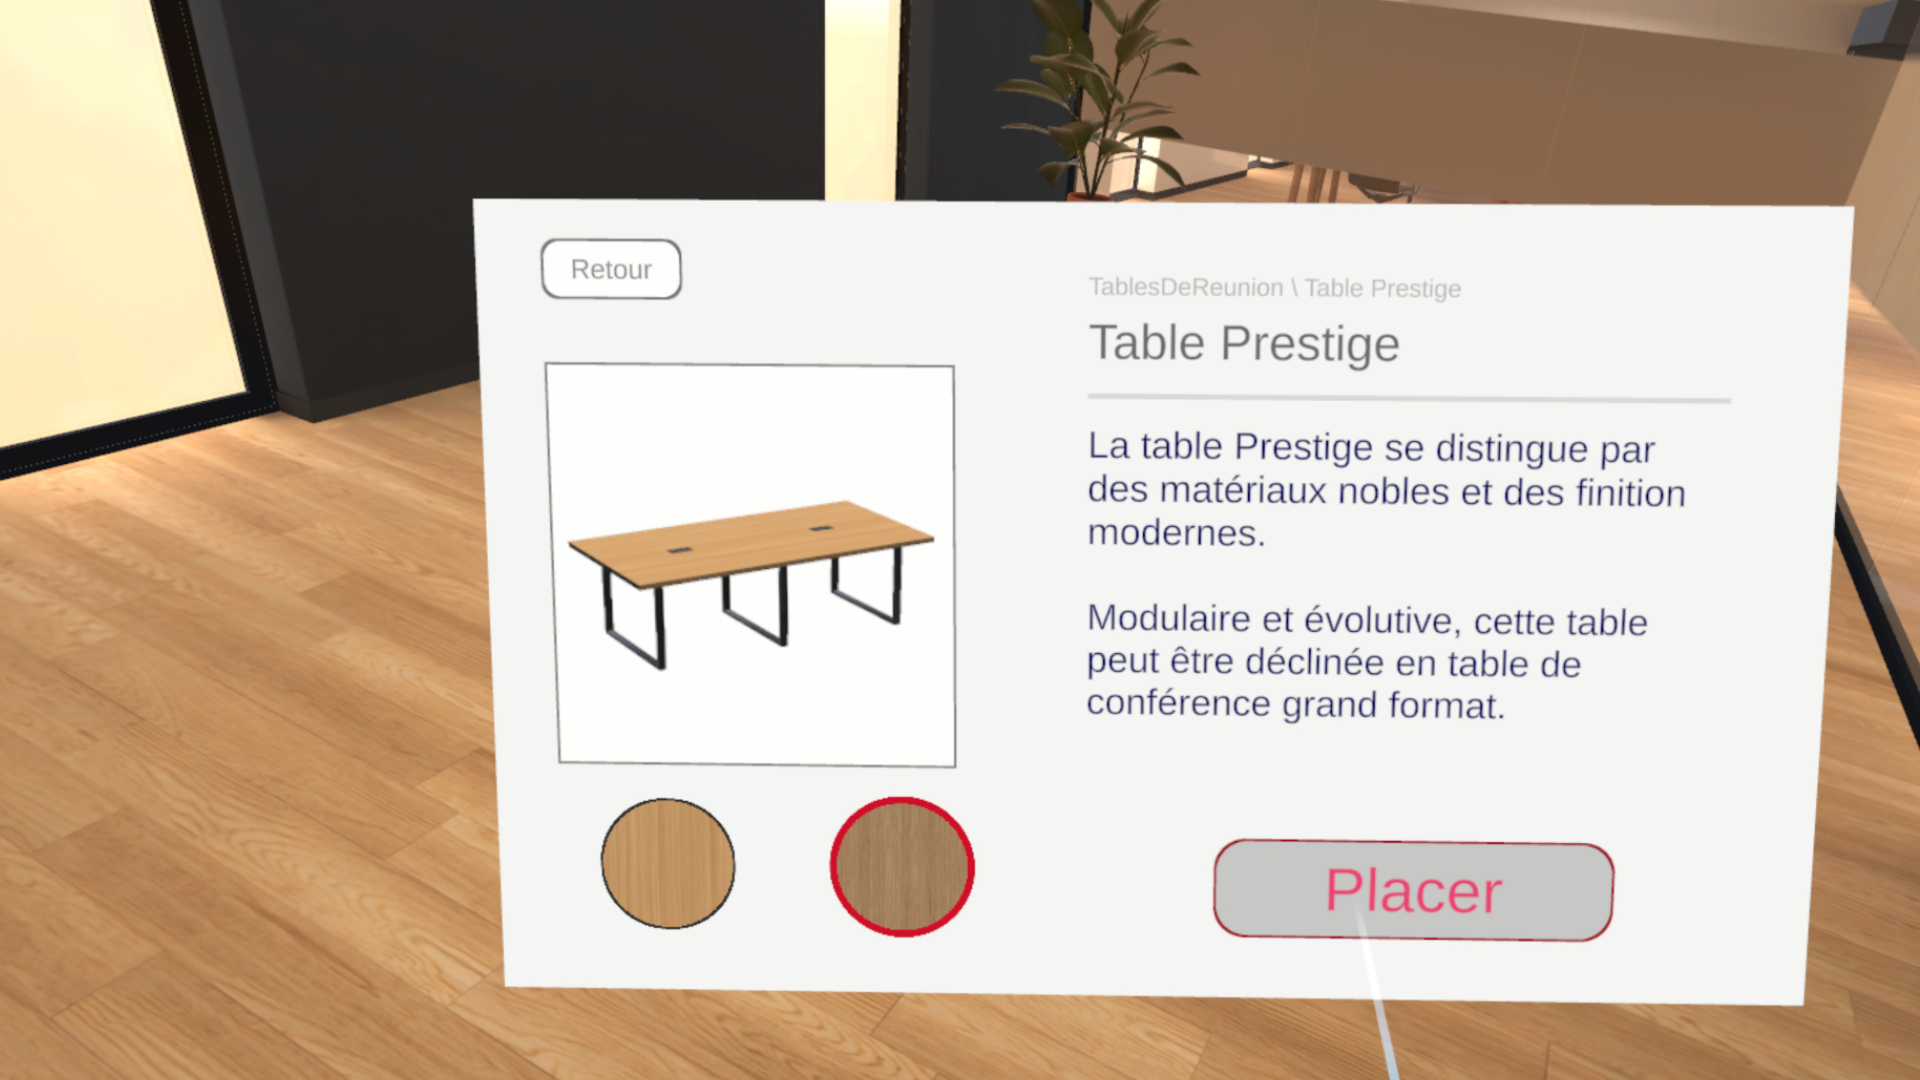 Retour
TablesDeReunion \ Table Prestige
Table Prestige
La table Prestige se distingue par
des matériaux nobles et des finition
modernes.
Modulaire et évolutive, cette table
peut être déclinée en table de
conférence grand format.
Placer